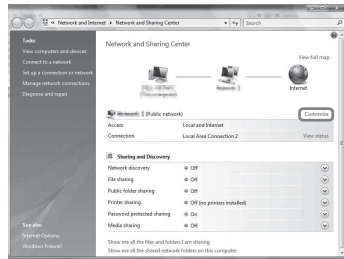 « Network and Internet ▸ Network and Sharing Center
Search
Tasks
View computers and devices
Connect to a network
Set up a connection or network
Manage network connections
Diagnose and repair
See also
Internet Options
Windows Firewall
Network and Sharing Center
View full map
Internet
(Public network)
Customize
Access Local and Internet
Connection Local Area Connection 2 View status
Sharing and Discovery
Network discovery Off
File sharing Off
Public folder sharing Off
Printer sharing Off (no printers installed)
Password protected sharing On
Media sharing Off
Show me all the files and folders I am sharing
Show me all the shared network folders on this computer